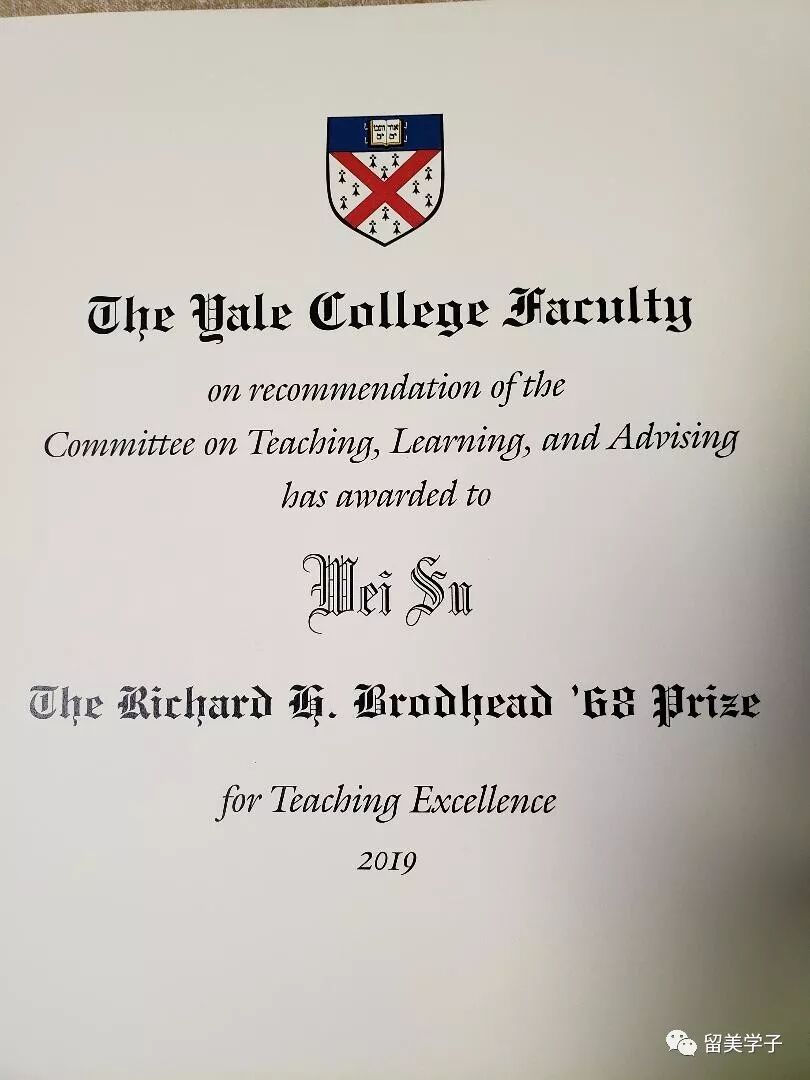 The Yale College Faculty
on recommendation of the
Committee on Teaching, Learning, and Advising
has awarded to
Wei Su
The Richard H. Brodhead '68 Prize
for Teaching Excellence
2019
留美学子